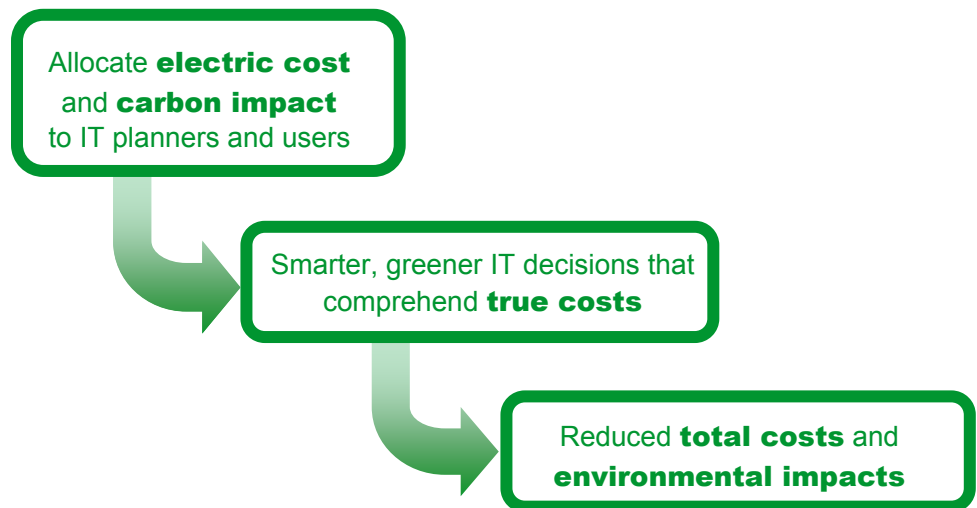 Allocate electric cost
and carbon impact
to IT planners and users
Smarter, greener IT decisions that
comprehend true costs
Reduced total costs and
environmental impacts